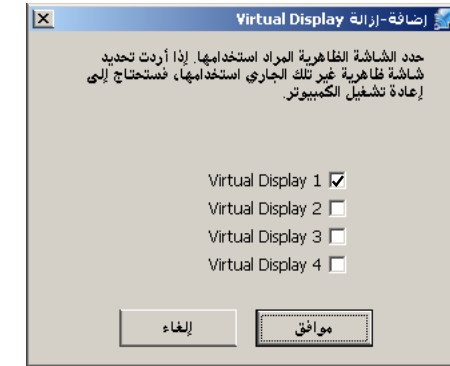 إضافة-إزالة Virtual Display
حدد الشاشة الظاهرية المراد استخدامها. إذا أردت تحديد
شاشة ظاهرية غير تلك الجاري استخدامها، فستحتاج إلى
إعادة تشغيل الكمبيوتر.
Virtual Display 1
Virtual Display 2
Virtual Display 3
Virtual Display 4
موافق
إلغاء